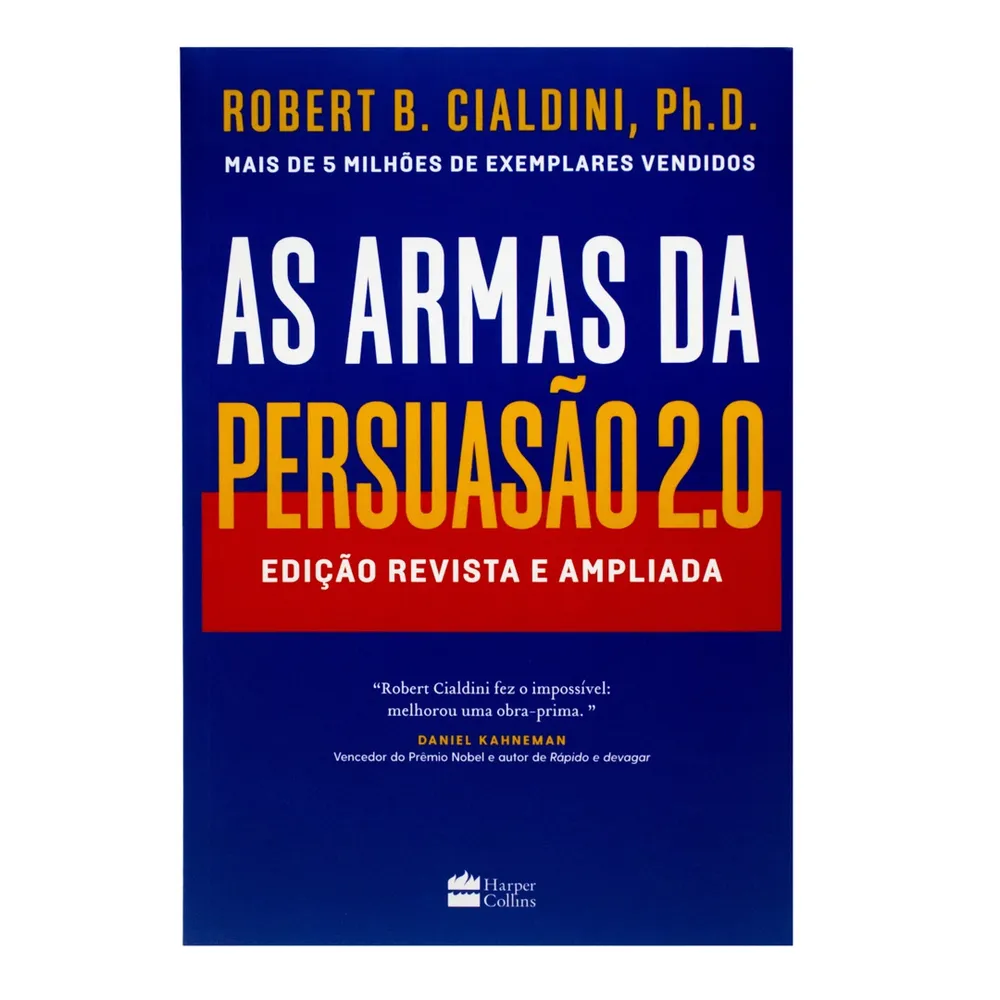 ROBERT B. CIALDINI, Ph.D.
MAIS DE 5 MILHÕES DE EXEMPLARES VENDIDOS
AS ARMAS DA
PERSUASÃO 2.0
EDIÇÃO REVISTA E AMPLIADA
“Robert Cialdini fez o impossível:
melhorou uma obra-prima. ”
DANIEL KAHNEMAN
Vencedor do Prêmio Nobel e autor de Rápido e devagar
Harper
Collins